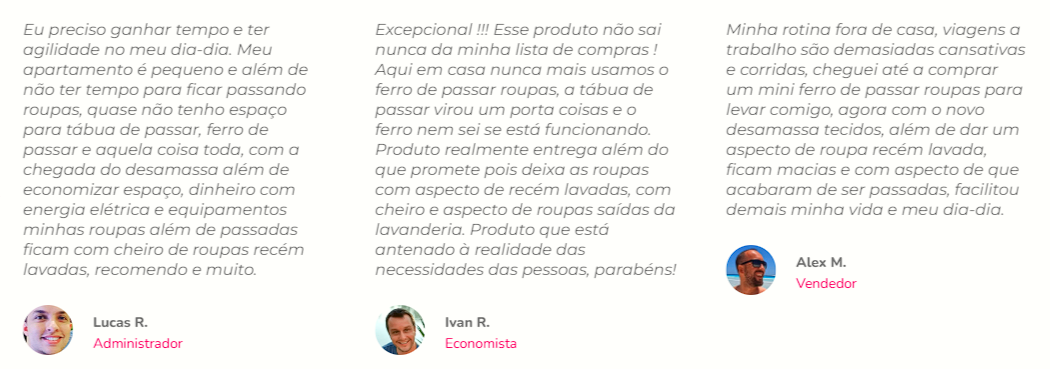 Eu preciso ganhar tempo e ter
agilidade no meu dia-dia. Meu
apartamento é pequeno e além de
não ter tempo para ficar passando
roupas, quase não tenho espaço
para tábua de passar, ferro de
passar e aquela coisa toda, com a
chegada do desamassa além de
economizar espaço, dinheiro com
energia elétrica e equipamentos
minhas roupas além de passadas
ficam com cheiro de roupas recém
lavadas, recomendo e muito.
Lucas R.
Administrador
Excepcional !!! Esse produto não sai
nunca da minha lista de compras !
Aqui em casa nunca mais usamos o
ferro de passar roupas, a tábua de
passar virou um porta coisas e o
ferro nem sei se está funcionando.
Produto realmente entrega além do
que promete pois deixa as roupas
com aspecto de recém lavadas, com
cheiro e aspecto de roupas saídas da
lavanderia. Produto que está
antenado à realidade das
necessidades das pessoas, parabéns!
Ivan R.
Economista
Minha rotina fora de casa, viagens a
trabalho são demasiadas cansativas
e corridas, cheguei até a comprar
um mini ferro de passar roupas para
levar comigo, agora com o novo
desamassa tecidos, além de dar um
aspecto de roupa recém lavada,
ficam macias e com aspecto de que
acabaram de ser passadas, facilitou
demais minha vida e meu dia-dia.
Alex M.
Vendedor